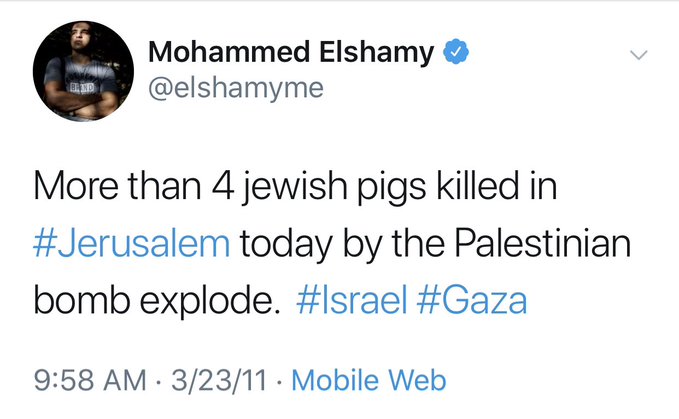 Mohammed Elshamy
@elshamyme
More than 4 jewish pigs killed in
#Jerusalem today by the Palestinian
bomb explode. #Israel #Gaza
9:58 AM · 3/23/11 · Mobile Web